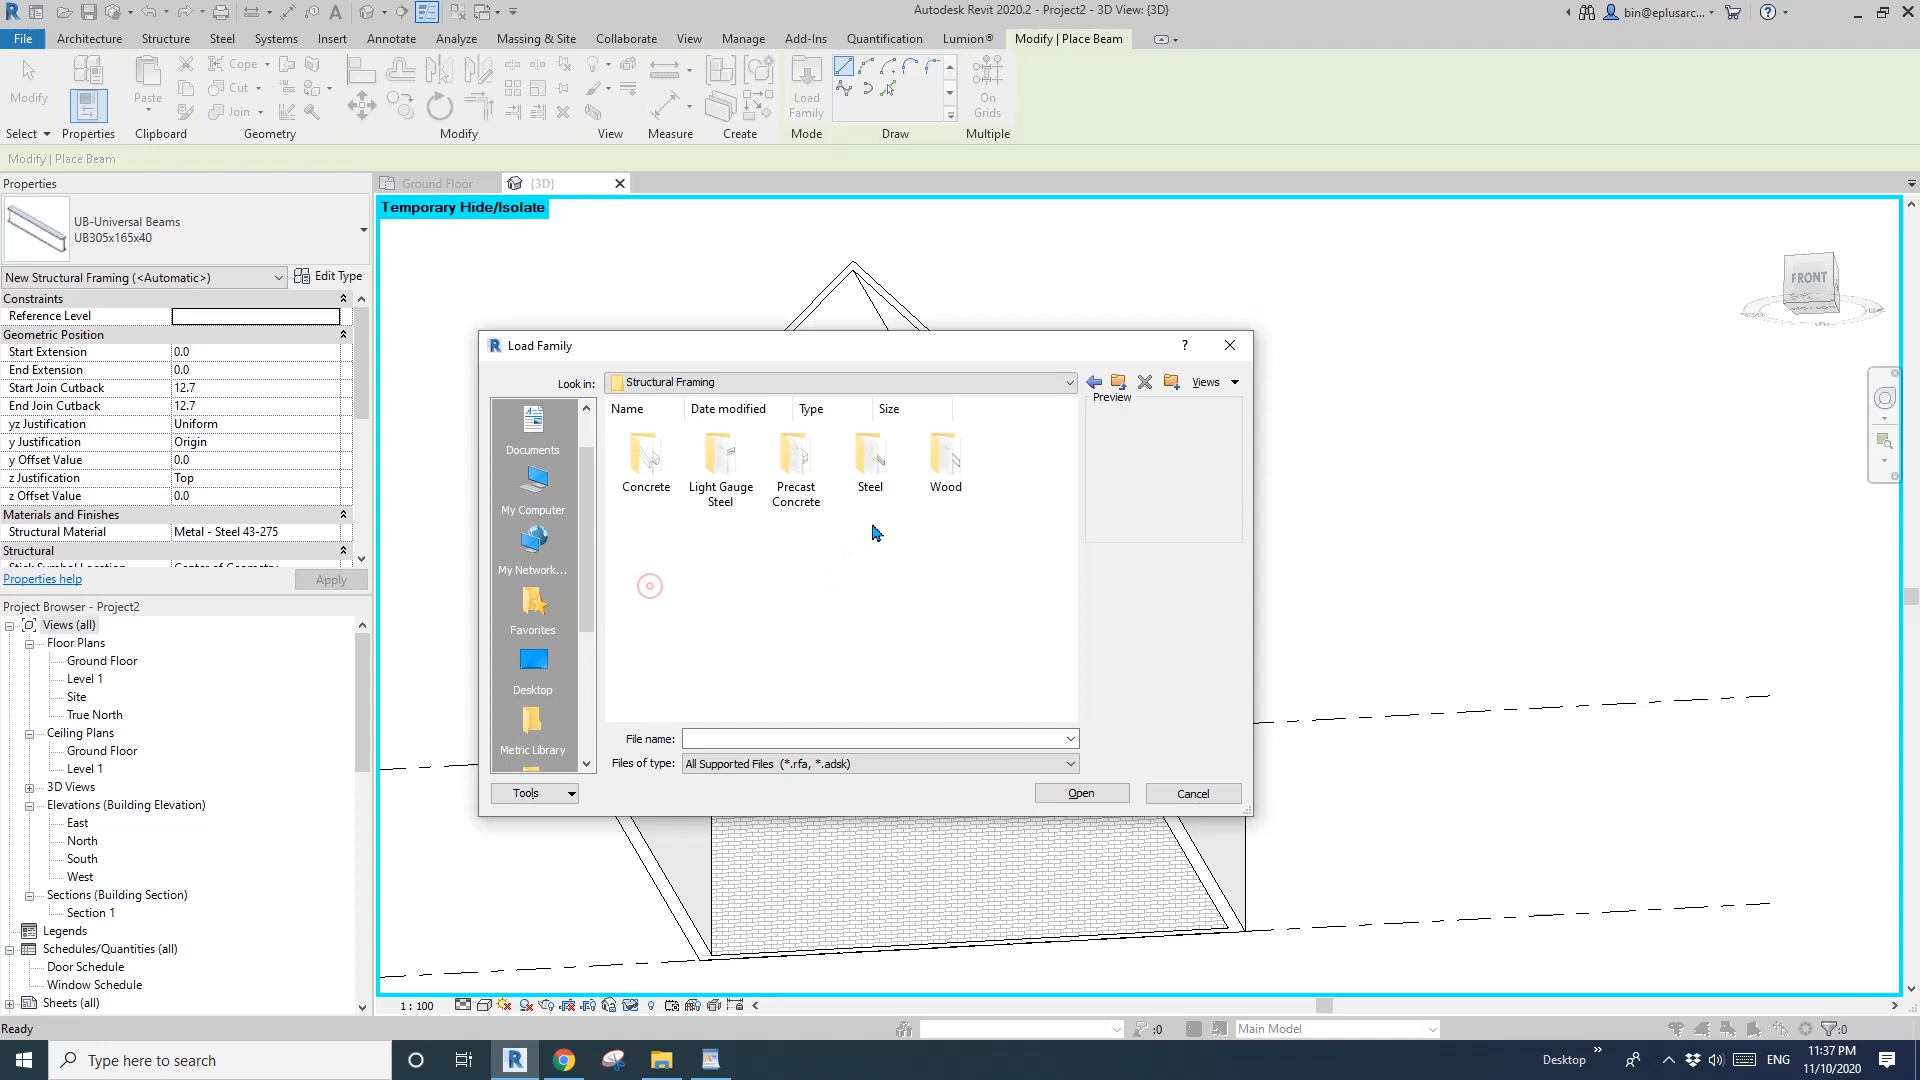 Autodesk Revit 2020.2 - Project2 - 3D View: {3D}
bin@eplusarc...
File
Architecture
Structure
Steel
Systems
Insert
Annotate
Analyze
Massing & Site
Collaborate
View
Manage
Add-Ins
Quantification
Lumion®
Modify | Place Beam
Modify
Paste
Cope
Cut
Join
Load
Family
On
Grids
Select
Properties
Clipboard
Geometry
Modify
View
Measure
Create
Mode
Draw
Multiple
Modify | Place Beam
Properties
Ground Floor
{3D}
UB-Universal Beams
UB305x165x40
New Structural Framing (<Automatic>)
Edit Type
Constraints
Reference Level
Geometric Position
Start Extension 0.0
End Extension 0.0
Start Join Cutback 12.7
End Join Cutback 12.7
yz Justification Uniform
y Justification Origin
y Offset Value 0.0
z Justification Top
z Offset Value 0.0
Materials and Finishes
Structural Material Metal - Steel 43-275
Structural
Properties help
Apply
Project Browser - Project2
Views (all)
Floor Plans
Ground Floor
Level 1
Site
True North
Ceiling Plans
Ground Floor
Level 1
3D Views
Elevations (Building Elevation)
East
North
South
West
Sections (Building Section)
Section 1
Legends
Schedules/Quantities (all)
Door Schedule
Window Schedule
Sheets (all)
Temporary Hide/Isolate
FRONT
Load Family
?
Look in:
Structural Framing
Views
Name
Date modified
Type
Size
Preview
Documents
My Computer
My Network...
Favorites
Desktop
Metric Library
Concrete
Light Gauge
Steel
Precast
Concrete
Steel
Wood
File name:
Files of type:
All Supported Files (*.rfa, *.adsk)
Tools
Open
Cancel
1 : 100
Ready
:0
Main Model
:0
Type here to search
Desktop
ENG
11:37 PM
11/10/2020